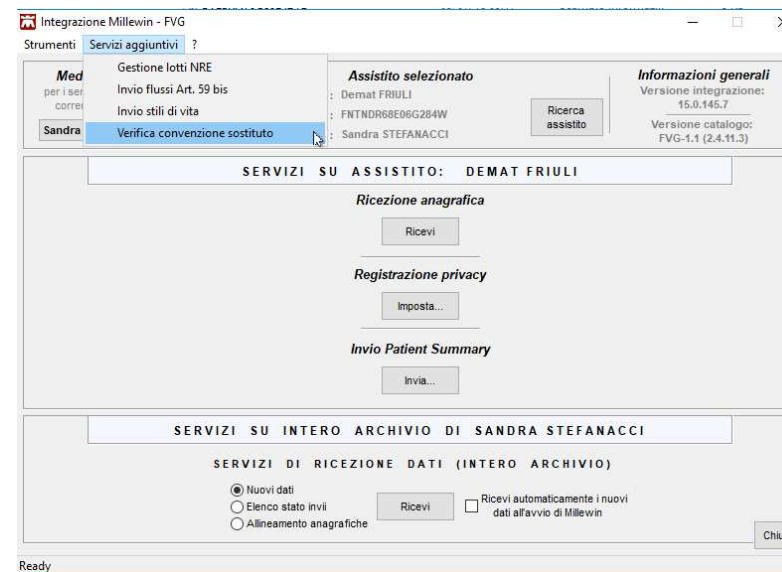 Integrazione Millewin - FVG
Strumenti Servizi aggiuntivi ?
Gestione lotti NRE
Invio flussi Art. 59 bis
Invio stili di vita
Verifica convenzione sostituto
Med
per i ser
corre
Sandra
Assistito selezionato
: Demat FRIULI
: FNTNDR68E06G284W
: Sandra STEFANACCI
Ricerca
assistito
Informazioni generali
Versione integrazione:
15.0.145.7
Versione catalogo:
FVG-1.1 (2.4.11.3)
SERVIZI SU ASSISTITO: DEMAT FRIULI
Ricezione anagrafica
Ricevi
Registrazione privacy
Imposta...
Invio Patient Summary
Invia...
SERVIZI SU INTERO ARCHIVIO DI SANDRA STEFANACCI
SERVIZI DI RICEZIONE DATI (INTERO ARCHIVIO)
Nuovi dati
Elenco stato invii
Allineamento anagrafiche
Ricevi
Ricevi automaticamente i nuovi
dati all'avvio di Millewin
Chiu
Ready